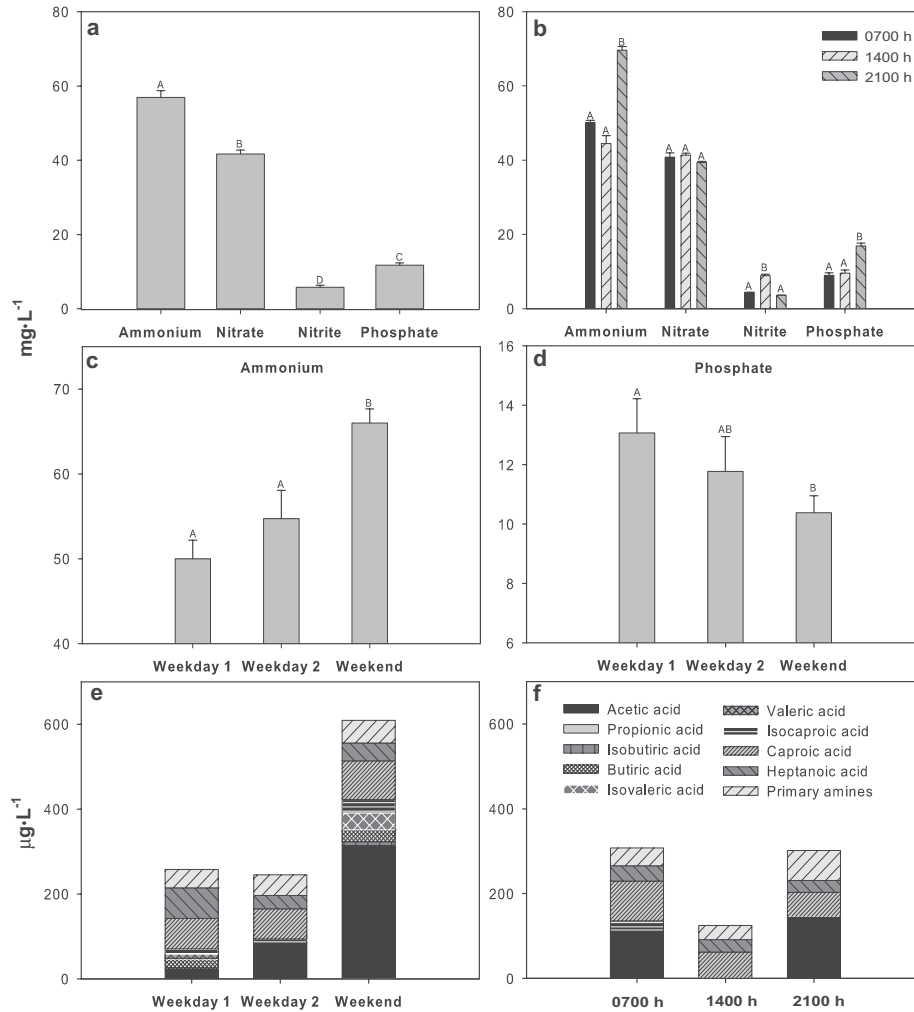 a
80
60
40
20
0
A
B
D
C
Ammonium Nitrate Nitrite Phosphate
b
0700 h
1400 h
2100 h
80
60
40
20
0
A A B
A A A
A B A
A A B
Ammonium Nitrate Nitrite Phosphate
mg·L-1
c
Ammonium
70
60
50
40
A
A
B
Weekday 1 Weekday 2 Weekend
d
Phosphate
16
14
12
10
8
6
A
AB
B
Weekday 1 Weekday 2 Weekend
µg·L-1
e
600
400
200
0
Weekday 1 Weekday 2 Weekend
f
Acetic acid
Propionic acid
Isobutiric acid
Butiric acid
Isovaleric acid
Valeric acid
Isocaproic acid
Caproic acid
Heptanoic acid
Primary amines
600
400
200
0
0700 h 1400 h 2100 h